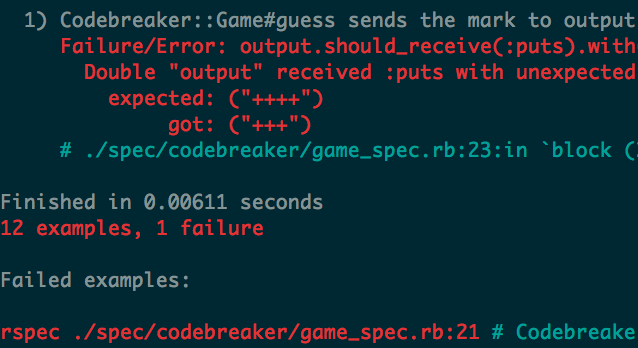 1) Codebreaker::Game#guess sends the mark to output
Failure/Error: output.should_receive(:puts).with
Double "output" received :puts with unexpected
expected: ("++++")
got: ("+++")
# ./spec/codebreaker/game_spec.rb:23:in `block (
Finished in 0.00611 seconds
12 examples, 1 failure
Failed examples:
rspec ./spec/codebreaker/game_spec.rb:21 # Codebreake